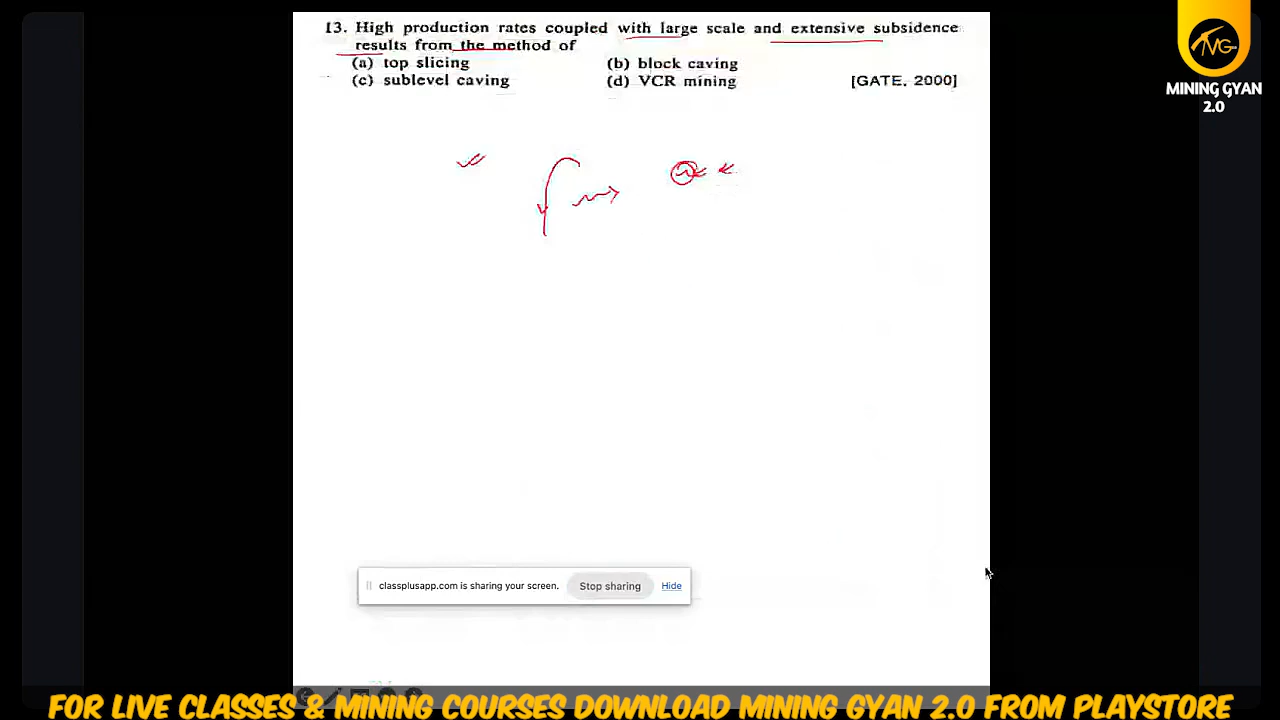 13. High production rates coupled with large scale and extensive subsidence
results from the method of
(a) top slicing (b) block caving
(c) sublevel caving (d) VCR mining [GATE, 2000]
TMG
MINING GYAN
2.0
classplusapp.com is sharing your screen. Stop sharing Hide
FOR LIVE CLASSES & MINING COURSES DOWNLOAD MINING GYAN 2.0 FROM PLAYSTORE